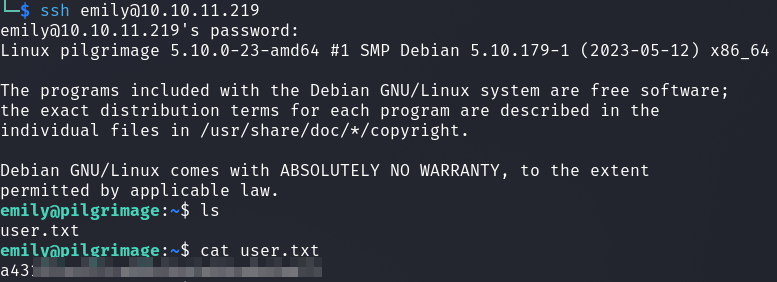 └─$ ssh emily@10.10.11.219
emily@10.10.11.219's password:
Linux pilgrimage 5.10.0-23-amd64 #1 SMP Debian 5.10.179-1 (2023-05-12) x86_64
The programs included with the Debian GNU/Linux system are free software;
the exact distribution terms for each program are described in the
individual files in /usr/share/doc/*/copyright.
Debian GNU/Linux comes with ABSOLUTELY NO WARRANTY, to the extent
permitted by applicable law.
emily@pilgrimage:~$ ls
user.txt
emily@pilgrimage:~$ cat user.txt